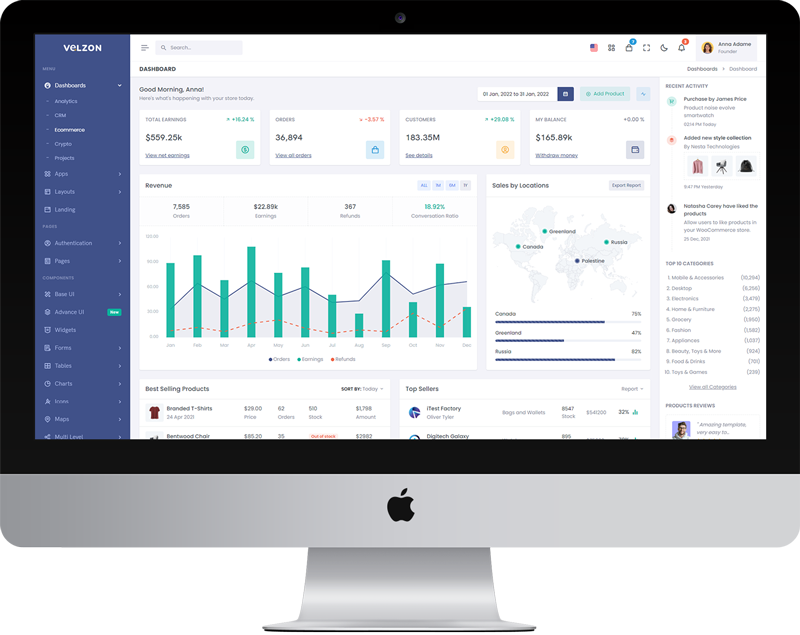 VELZON
MENU
Dashboards
Analytics
CRM
Ecommerce
Crypto
Projects
Apps
Layouts
Landing
PAGES
Authentication
Pages
COMPONENTS
Base UI
Advance UI New
Widgets
Forms
Tables
Charts
Icons
Maps
Multi Level
Search...
7
3
Anna Adame
Founder
DASHBOARD
Dashboards > Dashboard
Good Morning, Anna!
Here's what's happening with your store today.
01 Jan, 2022 to 31 Jan, 2022
Add Product
TOTAL EARNINGS +16.24 %
$559.25k
View net earnings
ORDERS -3.57 %
36,894
View all orders
CUSTOMERS +29.08 %
183.35M
See details
MY BALANCE +0.00 %
$165.89k
Withdraw money
Revenue
ALL 1M 6M 1Y
7,585
Orders
$22.89k
Earnings
367
Refunds
18.92%
Conversation Ratio
Jan Feb Mar Apr May Jun Jul Aug Sep Oct Nov Dec
Orders Earnings Refunds
Sales by Locations
Export Report
Greenland
Canada
Russia
Palestine
Canada 75%
Greenland 47%
Russia 82%
Best Selling Products
SORT BY: Today
Branded T-Shirts
24 Apr 2021
$29.00
Price
62
Orders
510
Stock
$1,798
Amount
Bentwood Chair
$85.20
35
Out of stock
$2982
Top Sellers
Report
iTest Factory
Oliver Tyler
Bags and Wallets
8547
Stock
$541200
32%
Digitech Galaxy
895
RECENT ACTIVITY
Purchase by James Price
Product noise evolve
smartwatch
02:14 PM Today
Added new style collection
By Nesta Technologies
9:47 PM Yesterday
Natasha Carey have liked the
products
Allow users to like products in
your WooCommerce store.
25 Dec, 2021
TOP 10 CATEGORIES
1. Mobile & Accessories (10,294)
2. Desktop (6,256)
3. Electronics (3,479)
4. Home & Furniture (2,275)
5. Grocery (1,950)
6. Fashion (1,582)
7. Appliances (1,037)
8. Beauty, Toys & More (924)
9. Food & Drinks (701)
10. Toys & Games (239)
View all Categories
PRODUCTS REVIEWS
" Amazing template,
very easy to...